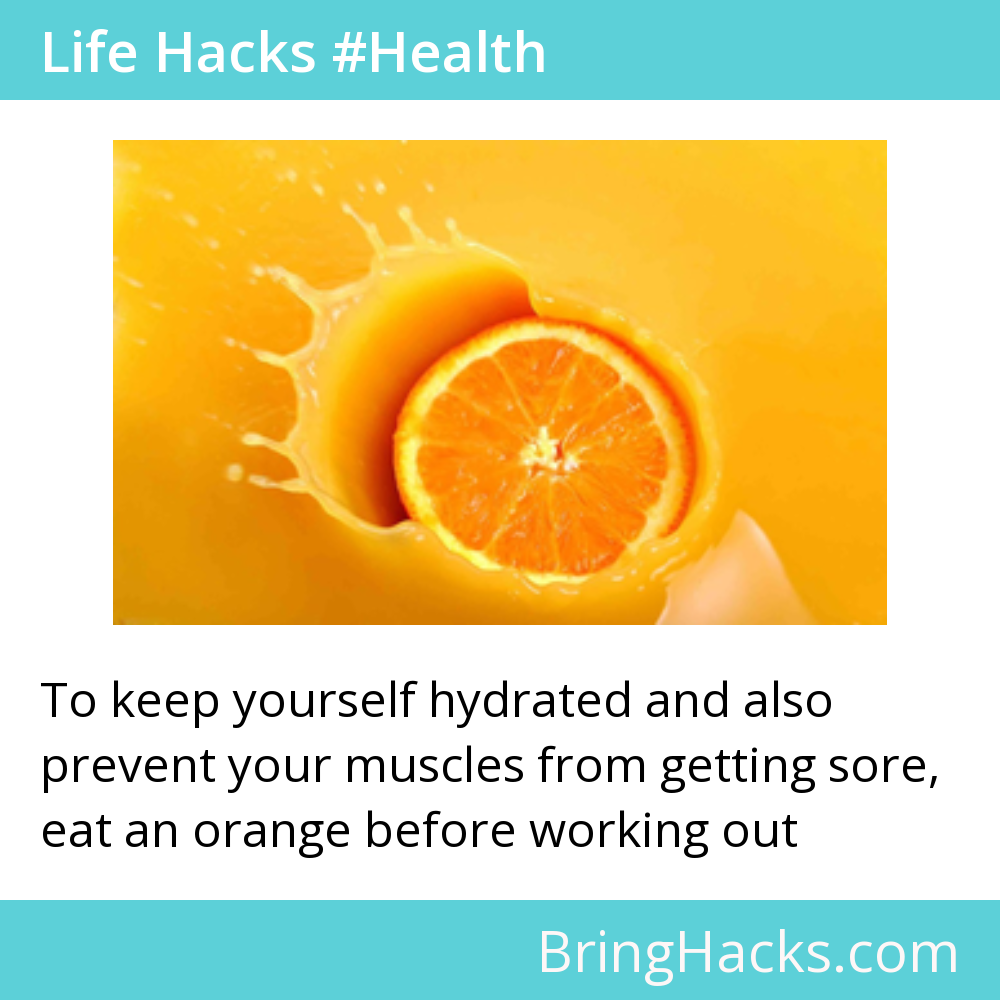 Life Hacks #Health
To keep yourself hydrated and also
prevent your muscles from getting sore,
eat an orange before working out
BringHacks.com